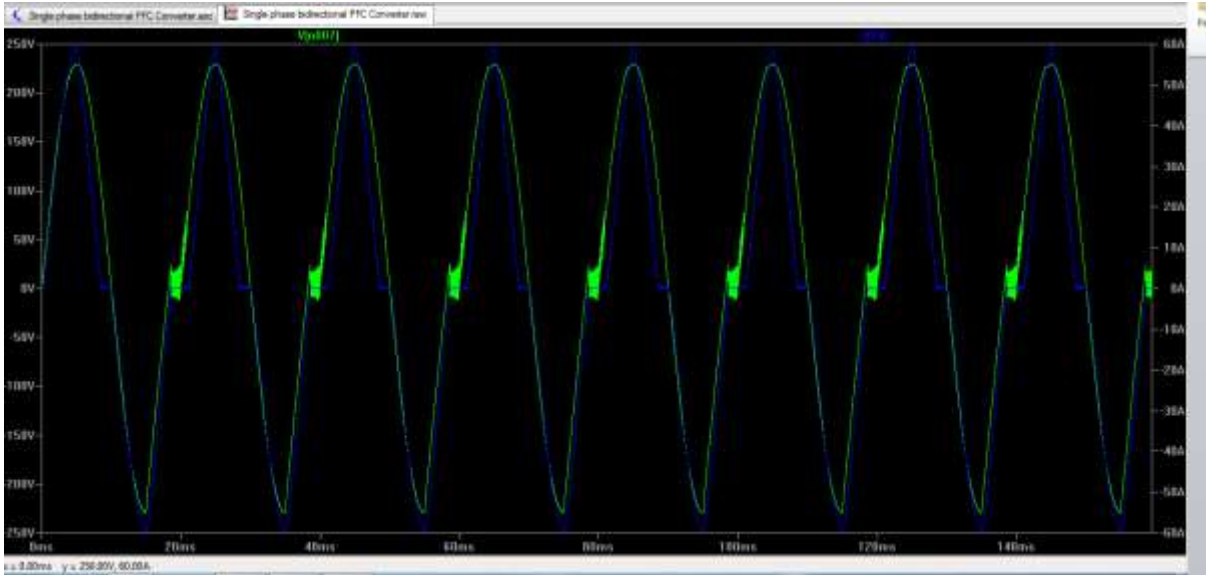 Single phase bidirectional PFC Converter.asc Single phase bidirectional PFC Converter.raw
V(n007)
250V 60A
200V 50A
150V 40A
100V 30A
50V 20A
0V 10A
-50V 0A
-100V -10A
-150V -20A
-200V -30A
-250V -40A
-50A
-60A
0ms 20ms 40ms 60ms 80ms 100ms 120ms 140ms
x = 0.00ms y = 250.00V, 60.00A